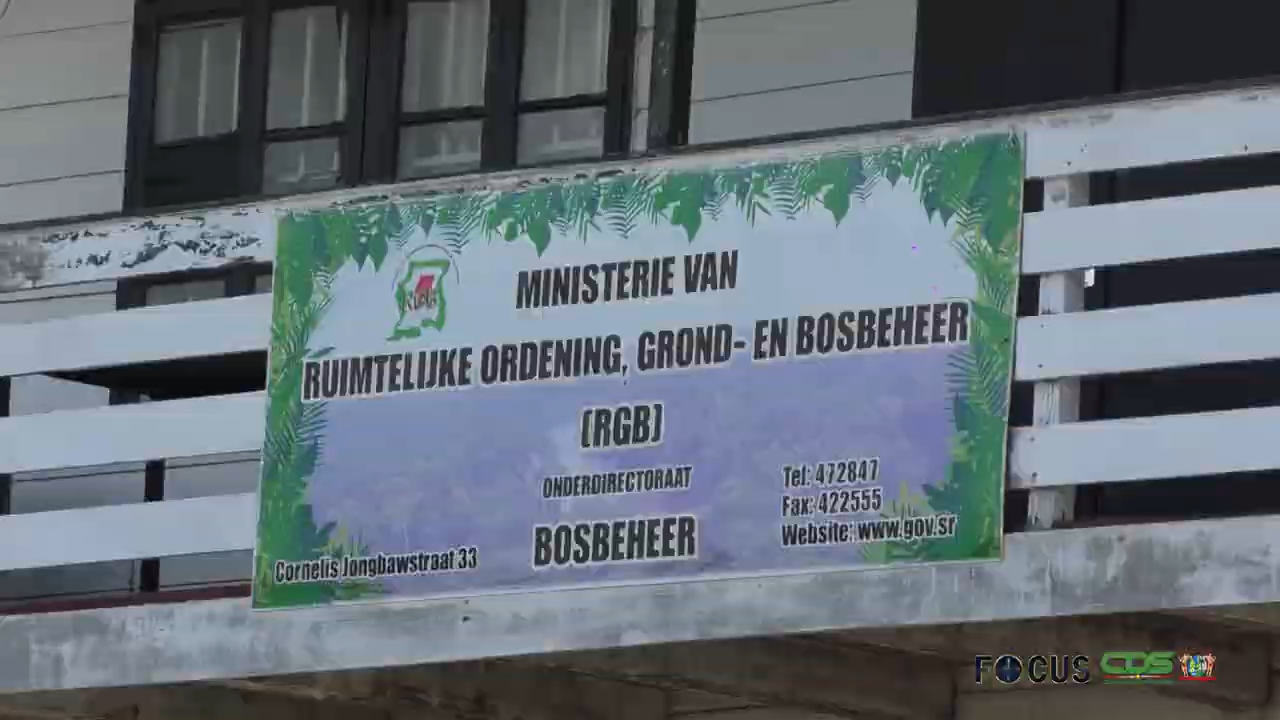 MINISTERIE VAN
RUIMTELIJKE ORDENING, GROND- EN BOSBEHEER
(RGB)
ONDERDIRECTORAAT
BOSBEHEER
Tel: 472847
Fax: 422555
Website: www.gov.sr
Cornelis Jongbawstraat 33
FOCUS CDS